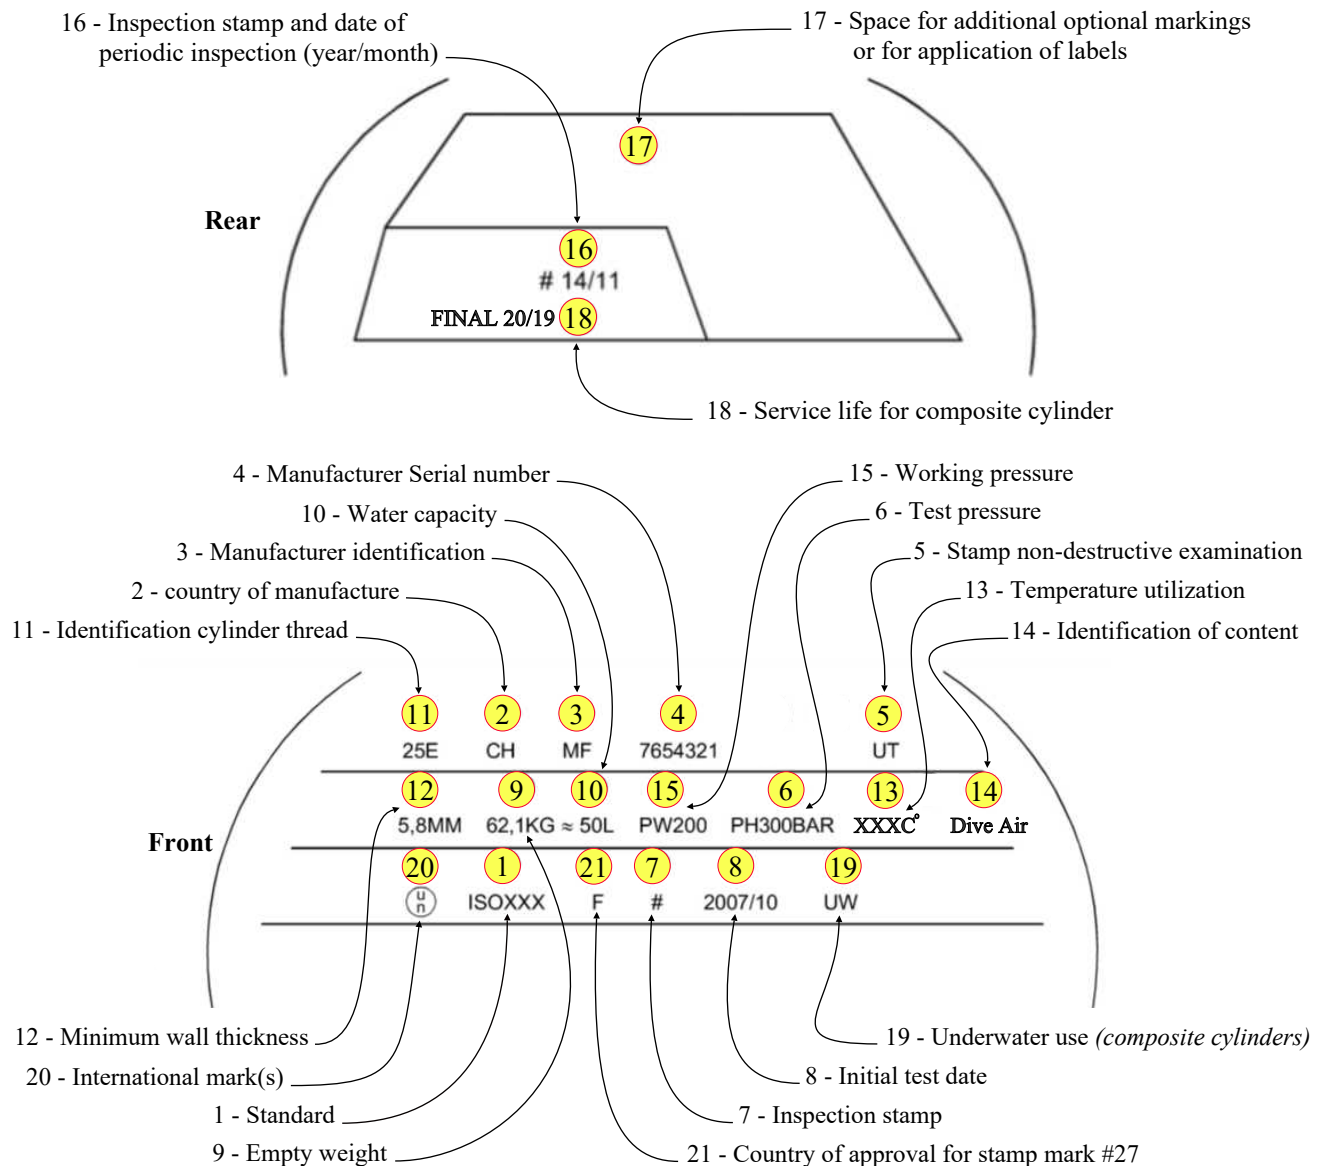 16 - Inspection stamp and date of
periodic inspection (year/month)
17 - Space for additional optional markings
or for application of labels
17
Rear
16
# 14/11
FINAL 20/19 18
18 - Service life for composite cylinder
4 - Manufacturer Serial number
15 - Working pressure
10 - Water capacity
6 - Test pressure
3 - Manufacturer identification
5 - Stamp non-destructive examination
2 - country of manufacture
13 - Temperature utilization
11 - Identification cylinder thread
14 - Identification of content
11 2 3 4 5
25E CH MF 7654321 UT
12 9 10 15 6 13 14
5,8MM 62,1KG ≈ 50L PW200 PH300BAR XXXC° Dive Air
Front
20 1 21 7 8 19
un ISOXXX F # 2007/10 UW
12 - Minimum wall thickness
19 - Underwater use (composite cylinders)
20 - International mark(s)
8 - Initial test date
1 - Standard
7 - Inspection stamp
9 - Empty weight
21 - Country of approval for stamp mark #27